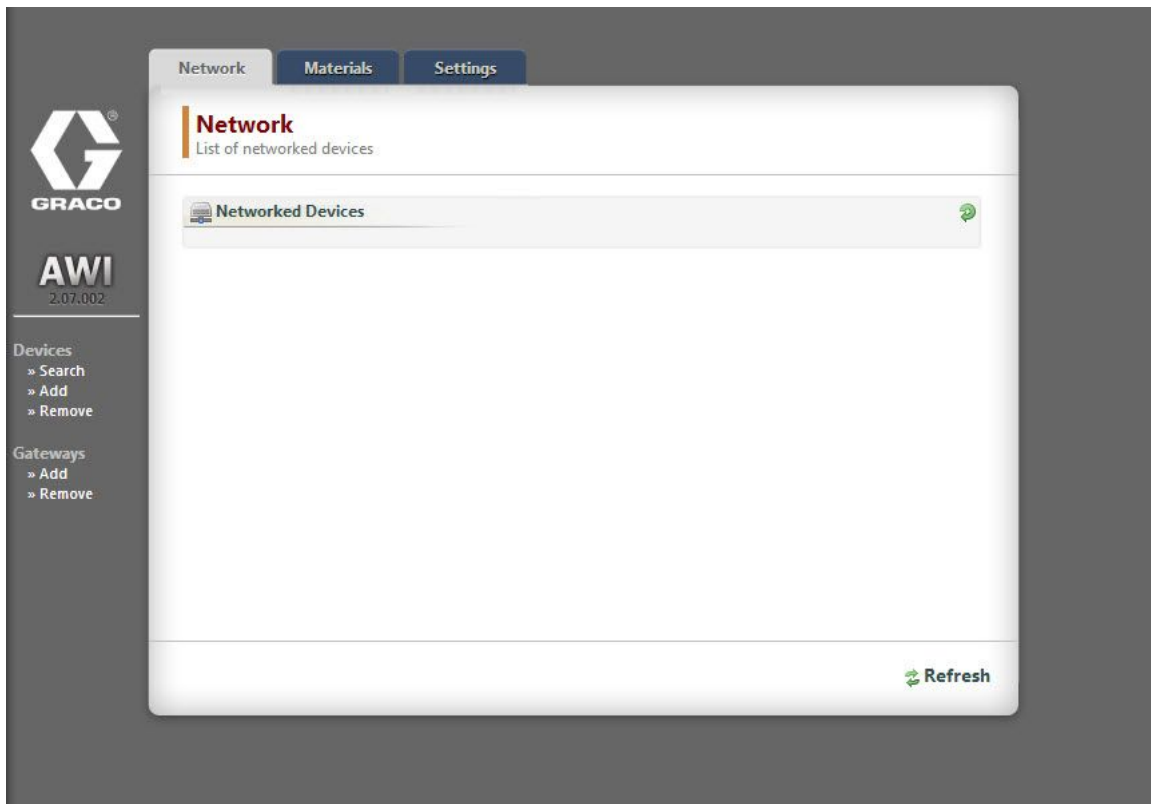 Network
Materials
Settings
®
GRACO
AWI
2.07.002
Devices
» Search
» Add
» Remove
Gateways
» Add
» Remove
Network
List of networked devices
Networked Devices
Refresh